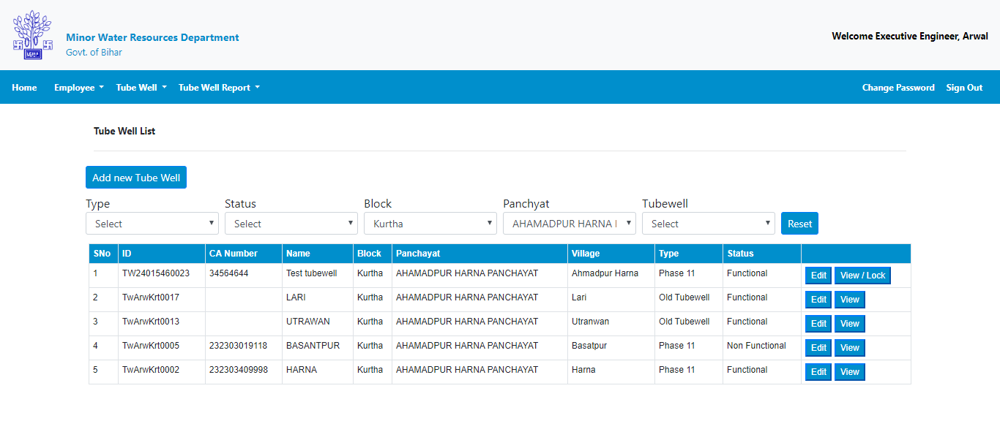 Minor Water Resources Department
Govt. of Bihar
Welcome Executive Engineer, Arwal
Home Employee Tube Well Tube Well Report Change Password Sign Out
Tube Well List
Add new Tube Well
Type Status Block Panchyat Tubewell
Select Select Kurtha AHAMADPUR HARNA Select Reset
SNo ID CA Number Name Block Panchayat Village Type Status
1 TW24015460023 34564644 Test tubewell Kurtha AHAMADPUR HARNA PANCHAYAT Ahmadpur Harna Phase 11 Functional Edit View / Lock
2 TwArwKrt0017 LARI Kurtha AHAMADPUR HARNA PANCHAYAT Lari Old Tubewell Functional Edit View
3 TwArwKrt0013 UTRAWAN Kurtha AHAMADPUR HARNA PANCHAYAT Utranwan Old Tubewell Functional Edit View
4 TwArwKrt0005 232303019118 BASANTPUR Kurtha AHAMADPUR HARNA PANCHAYAT Basatpur Phase 11 Non Functional Edit View
5 TwArwKrt0002 232303409998 HARNA Kurtha AHAMADPUR HARNA PANCHAYAT Harna Phase 11 Functional Edit View